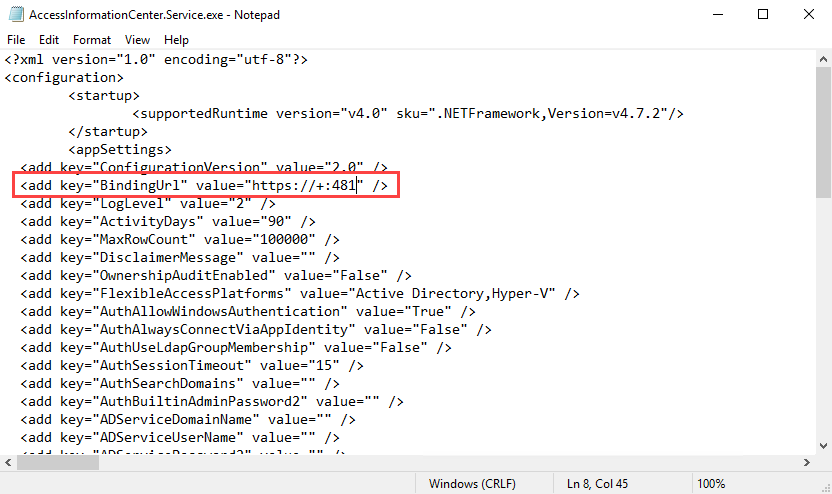 AccessInformationCenter.Service.exe - Notepad
File Edit Format View Help
<?xml version="1.0" encoding="utf-8"?>
<configuration>
<startup>
<supportedRuntime version="v4.0" sku=".NETFramework,Version=v4.7.2"/>
</startup>
<appSettings>
<add key="ConfigurationVersion" value="2.0" />
<add key="BindingUrl" value="https://+:481" />
<add key="LogLevel" value="2" />
<add key="ActivityDays" value="90" />
<add key="MaxRowCount" value="100000" />
<add key="DisclaimerMessage" value="" />
<add key="OwnershipAuditEnabled" value="False" />
<add key="FlexibleAccessPlatforms" value="Active Directory,Hyper-V" />
<add key="AuthAllowWindowsAuthentication" value="True" />
<add key="AuthAlwaysConnectViaAppIdentity" value="False" />
<add key="AuthUseLdapGroupMembership" value="False" />
<add key="AuthSessionTimeout" value="15" />
<add key="AuthSearchDomains" value="" />
<add key="AuthBuiltinAdminPassword2" value="" />
<add key="ADServiceDomainName" value="" />
<add key="ADServiceUserName" value="" />
<add key="ADServicePassword2" value="" />
Windows (CRLF) Ln 8, Col 45 100%